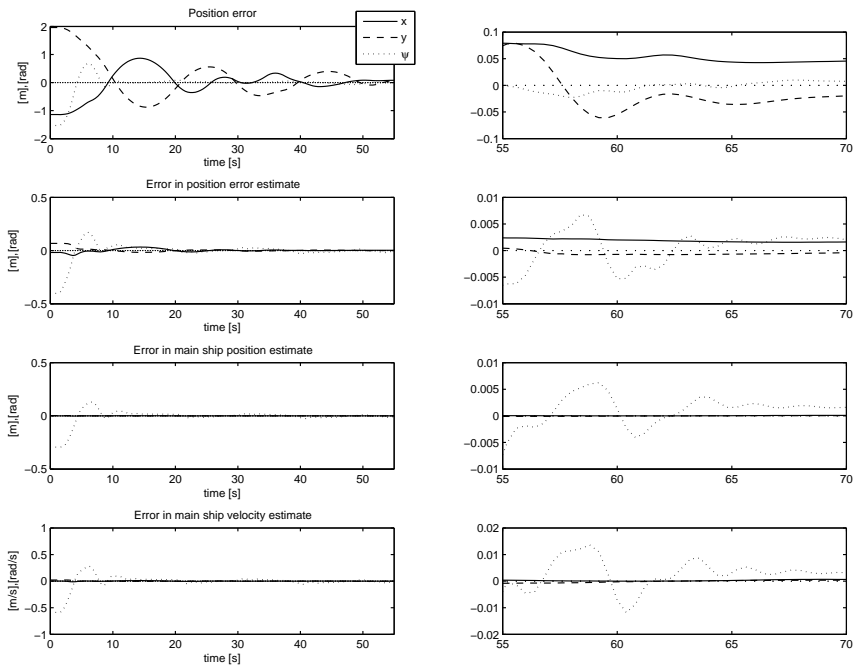 Position error
x
y
ψ
2
1
0
−1
−2
[m],[rad]
0 10 20 30 40 50
time [s]
0.1
0.05
0
−0.05
−0.1
55 60 65 70
Error in position error estimate
0.5
0
−0.5
[m],[rad]
0 10 20 30 40 50
time [s]
0.01
0.005
0
−0.005
−0.01
55 60 65 70
Error in main ship position estimate
0.5
0
−0.5
[m],[rad]
0 10 20 30 40 50
time [s]
0.01
0.005
0
−0.005
−0.01
55 60 65 70
Error in main ship velocity estimate
1
0.5
0
−0.5
−1
[m/s],[rad/s]
0 10 20 30 40 50
time [s]
0.02
0.01
0
−0.01
−0.02
55 60 65 70